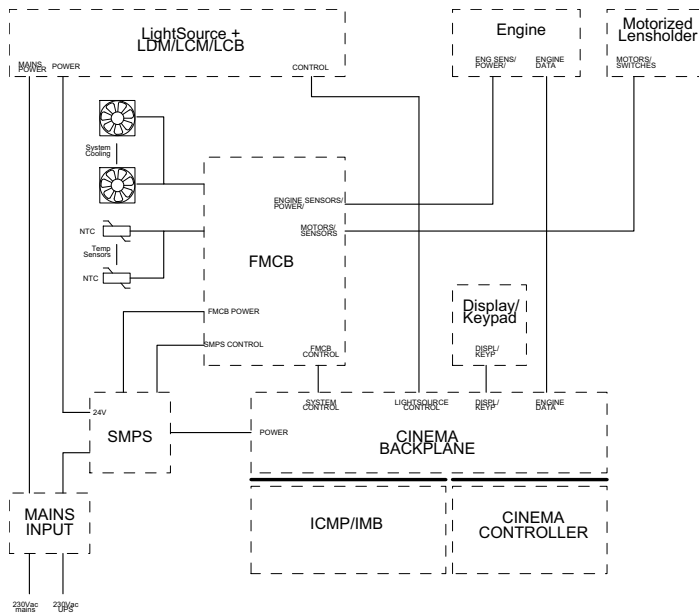 LightSource +
LDM/LCM/LCB
MAINS
POWER
POWER
CONTROL
Engine
ENG SENS/
POWER/
ENGINE
DATA
Motorized
Lensholder
MOTORS/
SWITCHES
System
Cooling
NTC
Temp
Sensors
NTC
ENGINE SENSORS/
POWER/
MOTORS/
SENSORS
FMCB
FMCB POWER
SMPS CONTROL
FMCB
CONTROL
Display/
Keypad
DISPL/
KEYP
24V
SMPS
SYSTEM
CONTROL
LIGHTSOURCE
CONTROL
DISPL/
KEYP
ENGINE
DATA
POWER
CINEMA
BACKPLANE
MAINS
INPUT
ICMP/IMB
CINEMA
CONTROLLER
230Vac
mains
230Vac
UPS